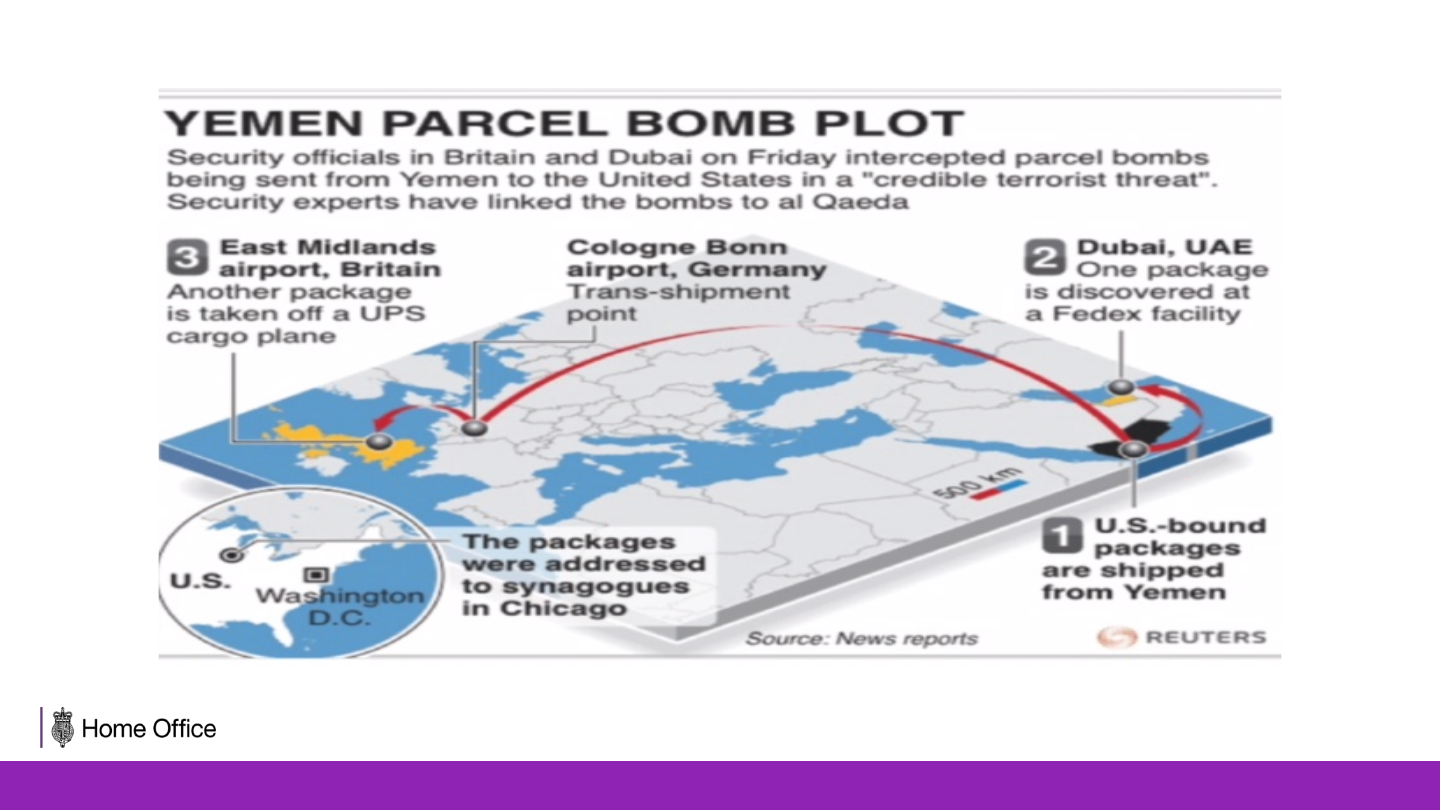 YEMEN PARCEL BOMB PLOT
Security officials in Britain and Dubai on Friday intercepted parcel bombs
being sent from Yemen to the United States in a "credible terrorist threat".
Security experts have linked the bombs to al Qaeda
3 East Midlands
airport, Britain
Another package
is taken off a UPS
cargo plane
Cologne Bonn
airport, Germany
Trans-shipment
point
2 Dubai, UAE
One package
is discovered at
a Fedex facility
500 km
1 U.S.-bound
packages
are shipped
from Yemen
The packages
were addressed
to synagogues
in Chicago
U.S.
Washington
D.C.
Source: News reports
REUTERS
Home Office